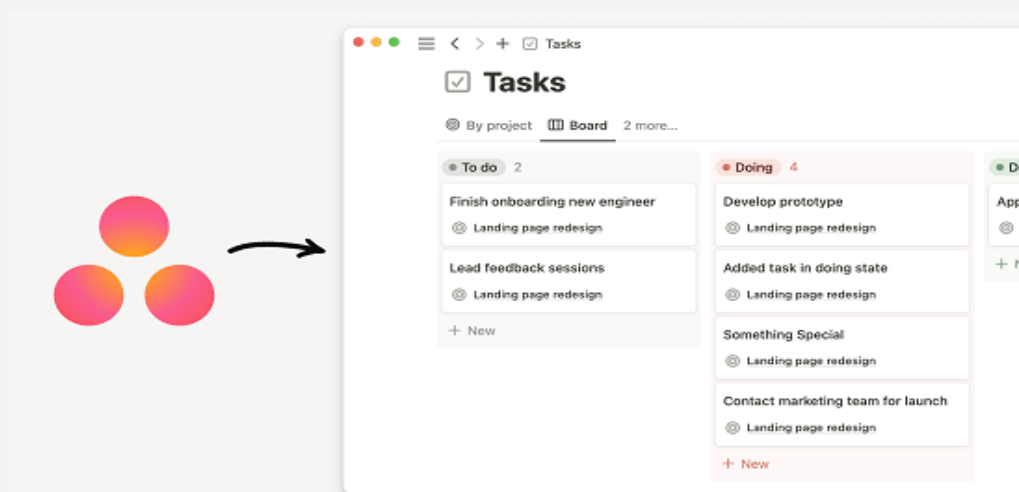 Tasks
Tasks
By project Board 2 more...
To do 2
Finish onboarding new engineer
Landing page redesign
Lead feedback sessions
Landing page redesign
+ New
Doing 4
Develop prototype
Landing page redesign
Added task in doing state
Landing page redesign
Something Special
Landing page redesign
Contact marketing team for launch
Landing page redesign
+ New